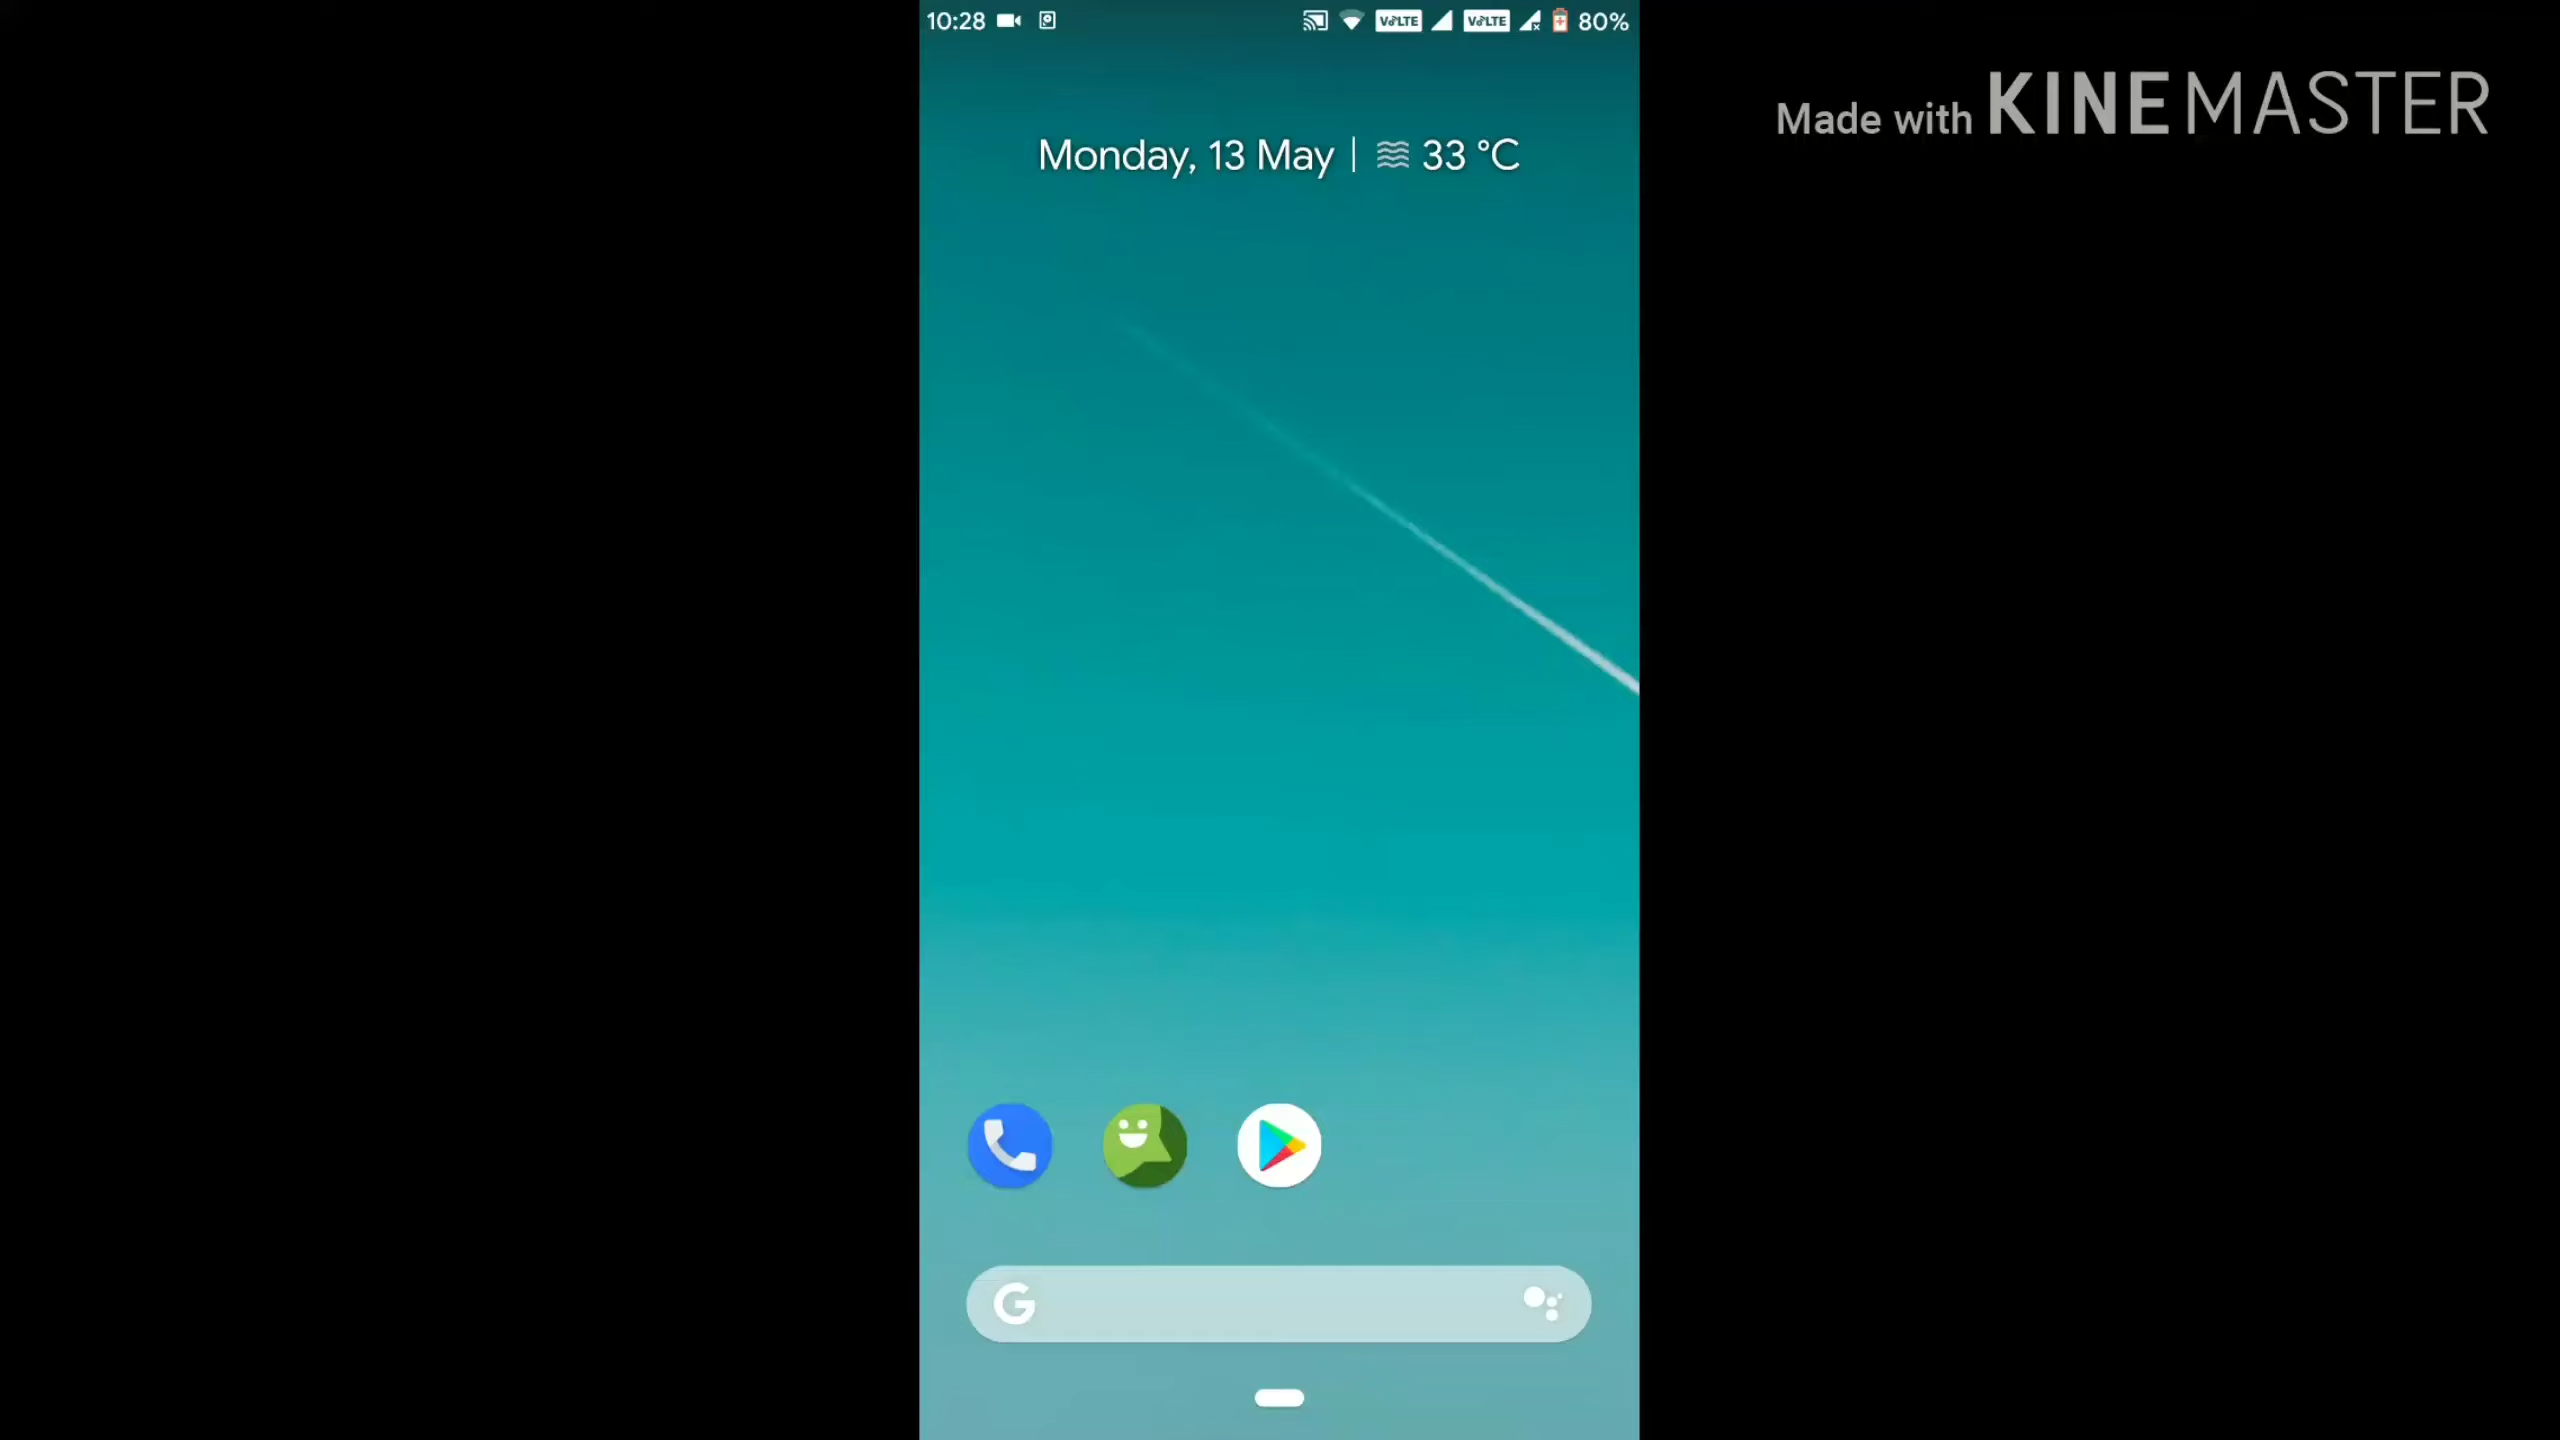 10:28
VoLTE VoLTE 80%
Made with KINEMASTER
Monday, 13 May | 33 °C
G